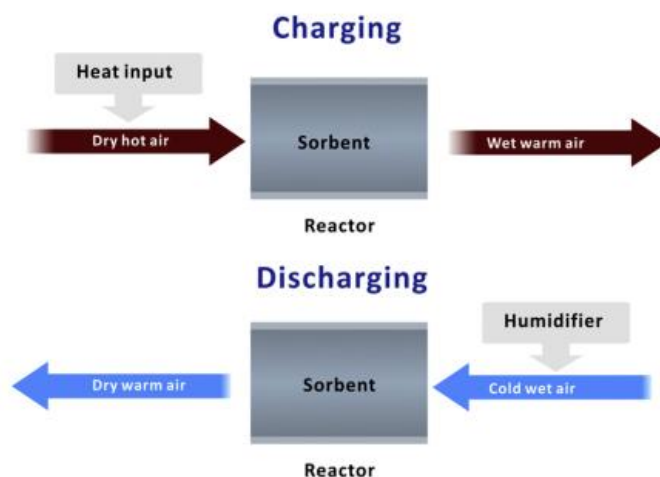 Charging
Heat input
Dry hot air
Sorbent
Wet warm air
Reactor
Discharging
Humidifier
Dry warm air
Sorbent
Cold wet air
Reactor